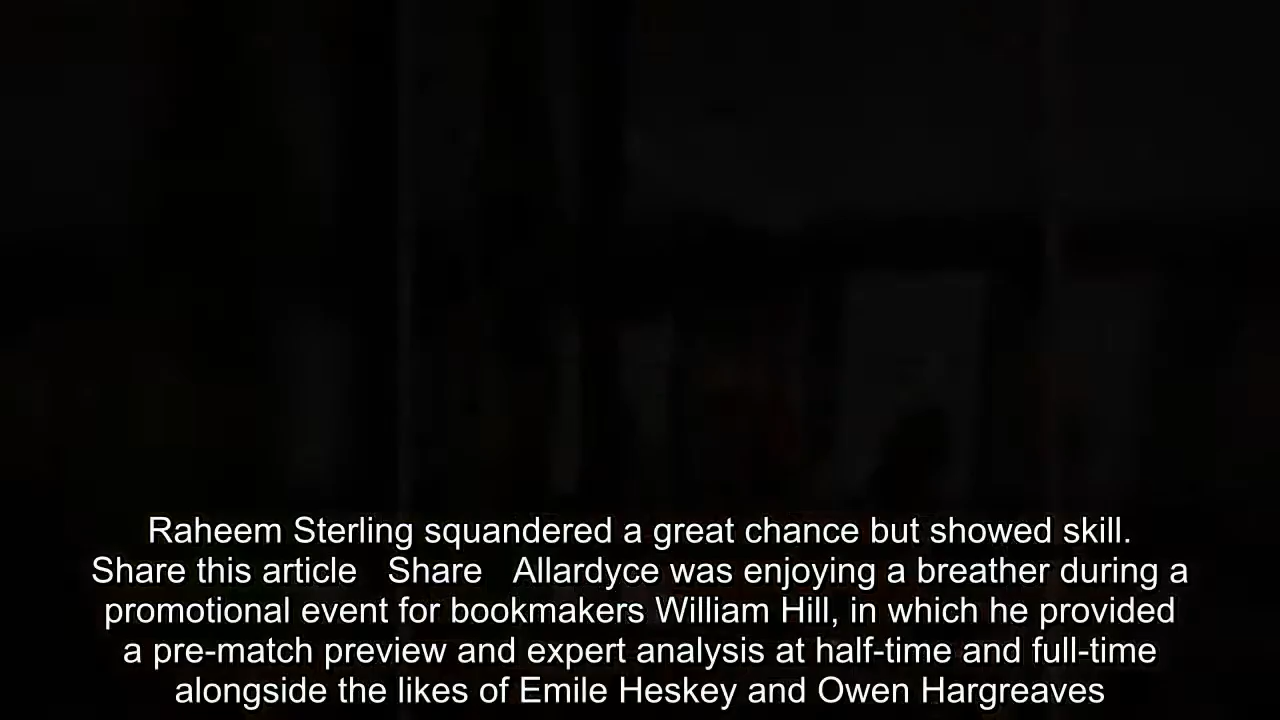 Raheem Sterling squandered a great chance but showed skill.
Share this article   Share   Allardyce was enjoying a breather during a
promotional event for bookmakers William Hill, in which he provided
a pre-match preview and expert analysis at half-time and full-time
alongside the likes of Emile Heskey and Owen Hargreaves